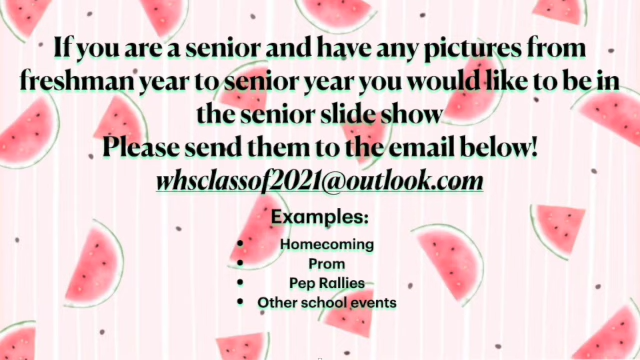 If you are a senior and have any pictures from
freshman year to senior year you would like to be in
the senior slide show
Please send them to the email below!
whsclassof2021@outlook.com
Examples:
• Homecoming
• Prom
• Pep Rallies
• Other school events